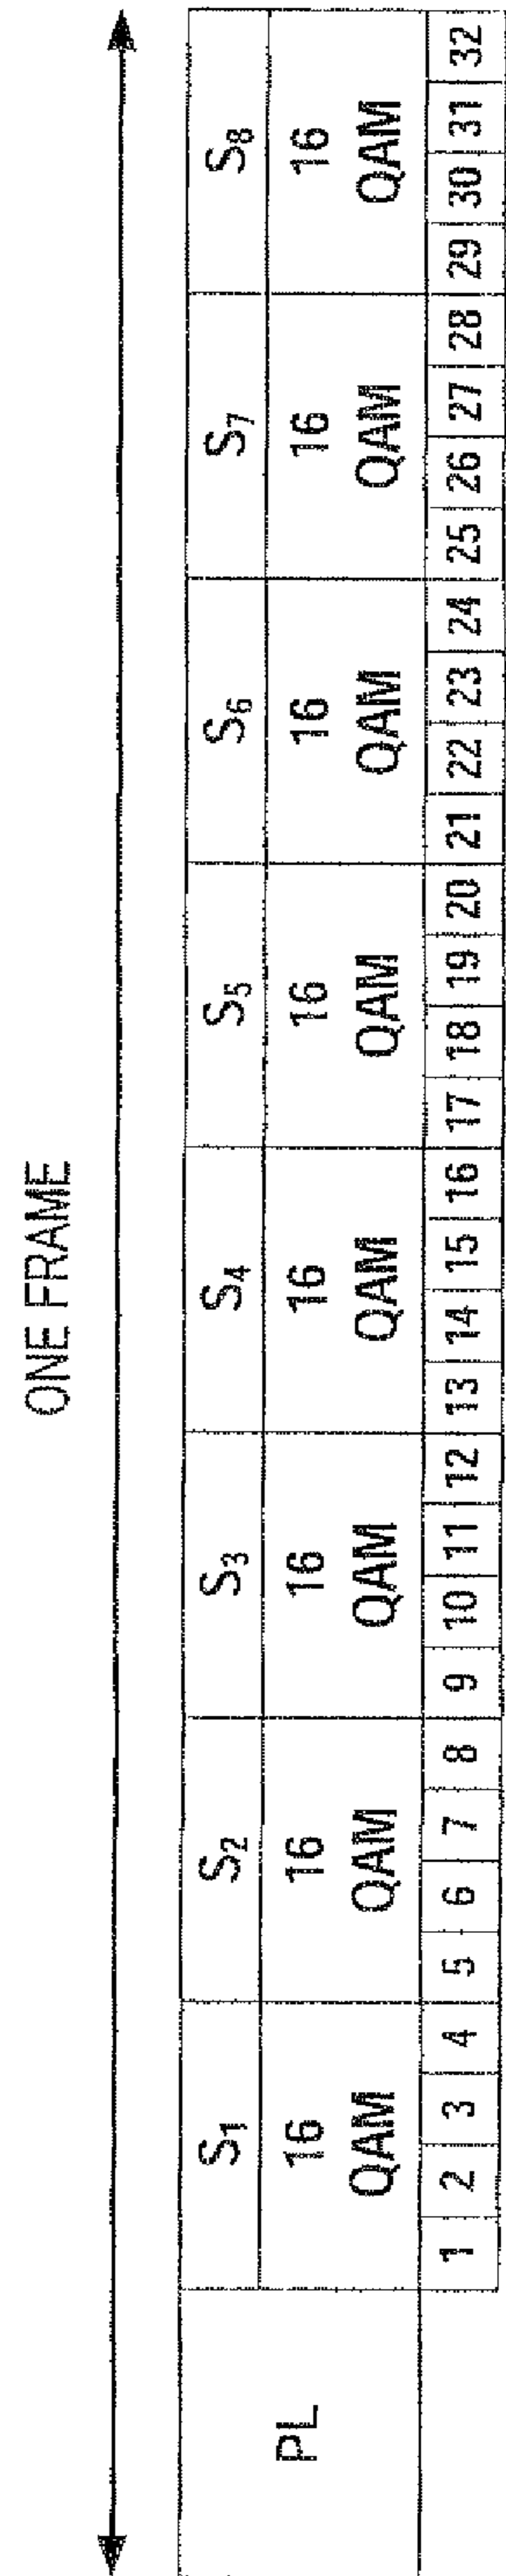 ONE FRAME
PL
S1 S2 S3 S4 S5 S6 S7 S8
16 QAM 16 QAM 16 QAM 16 QAM 16 QAM 16 QAM 16 QAM 16 QAM
1 2 3 4 5 6 7 8 9 10 11 12 13 14 15 16 17 18 19 20 21 22 23 24 25 26 27 28 29 30 31 32